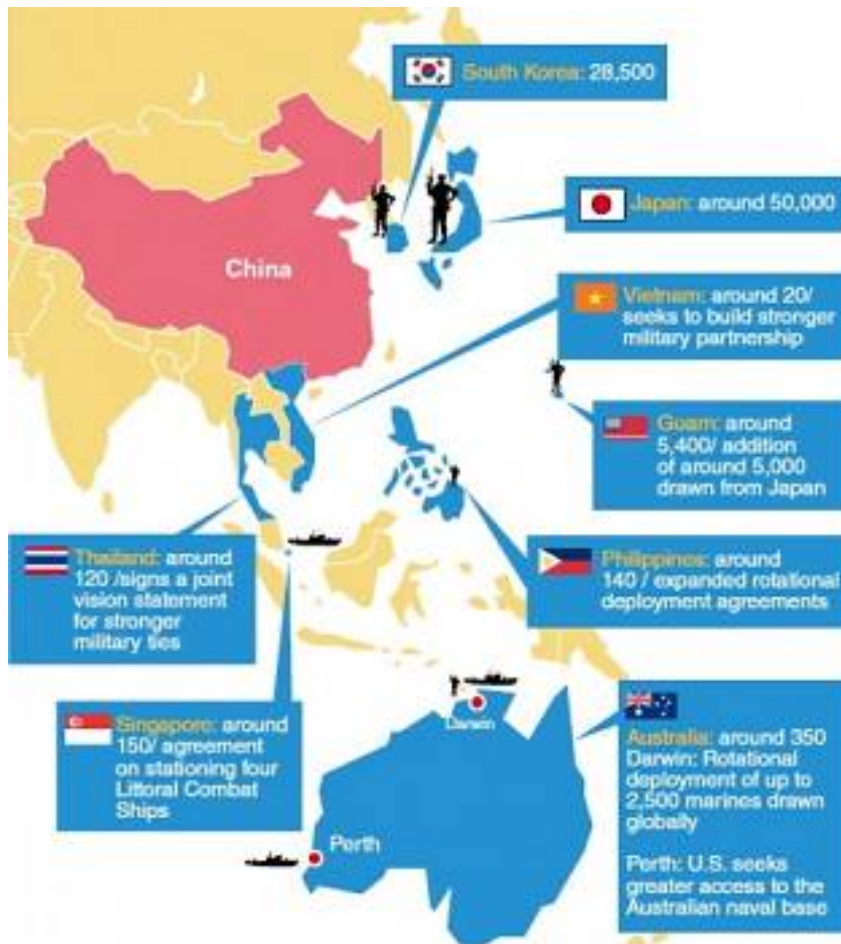 South Korea: 28,500
Japan: around 50,000
China
Vietnam: around 20/
seeks to build stronger
military partnership
Guam: around
5,400/ addition
of around 5,000
drawn from Japan
Thailand: around
120 /signs a joint
vision statement
for stronger
military ties
Philippines: around
140 / expanded rotational
deployment agreements
Singapore: around
150/ agreement
on stationing four
Littoral Combat
Ships
Darwin
Perth
Australia: around 350
Darwin: Rotational
deployment of up to
2,500 marines drawn
globally
Perth: U.S. seeks
greater access to the
Australian naval base